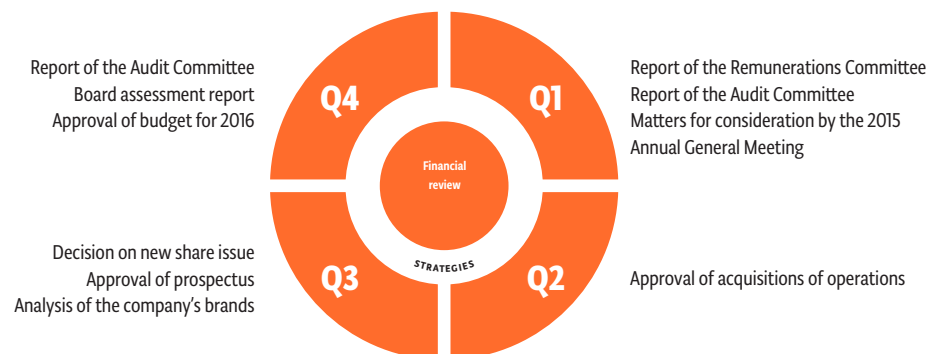 Report of the Audit Committee
Board assessment report
Approval of budget for 2016
Q4
Q1
Report of the Remunerations Committee
Report of the Audit Committee
Matters for consideration by the 2015
Annual General Meeting
Financial
review
STRATEGIES
Decision on new share issue
Approval of prospectus
Analysis of the company's brands
Q3
Q2
Approval of acquisitions of operations